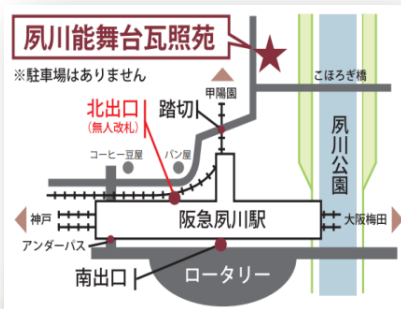 夙川能舞台瓦照苑
※駐車場はありません
こほろぎ橋
甲陽園
北出口
(無人改札)
踏切
コーヒー豆屋
パン屋
夙川公園
神戸
阪急夙川駅
大阪梅田
アンダーパス
南出口
ロータリー